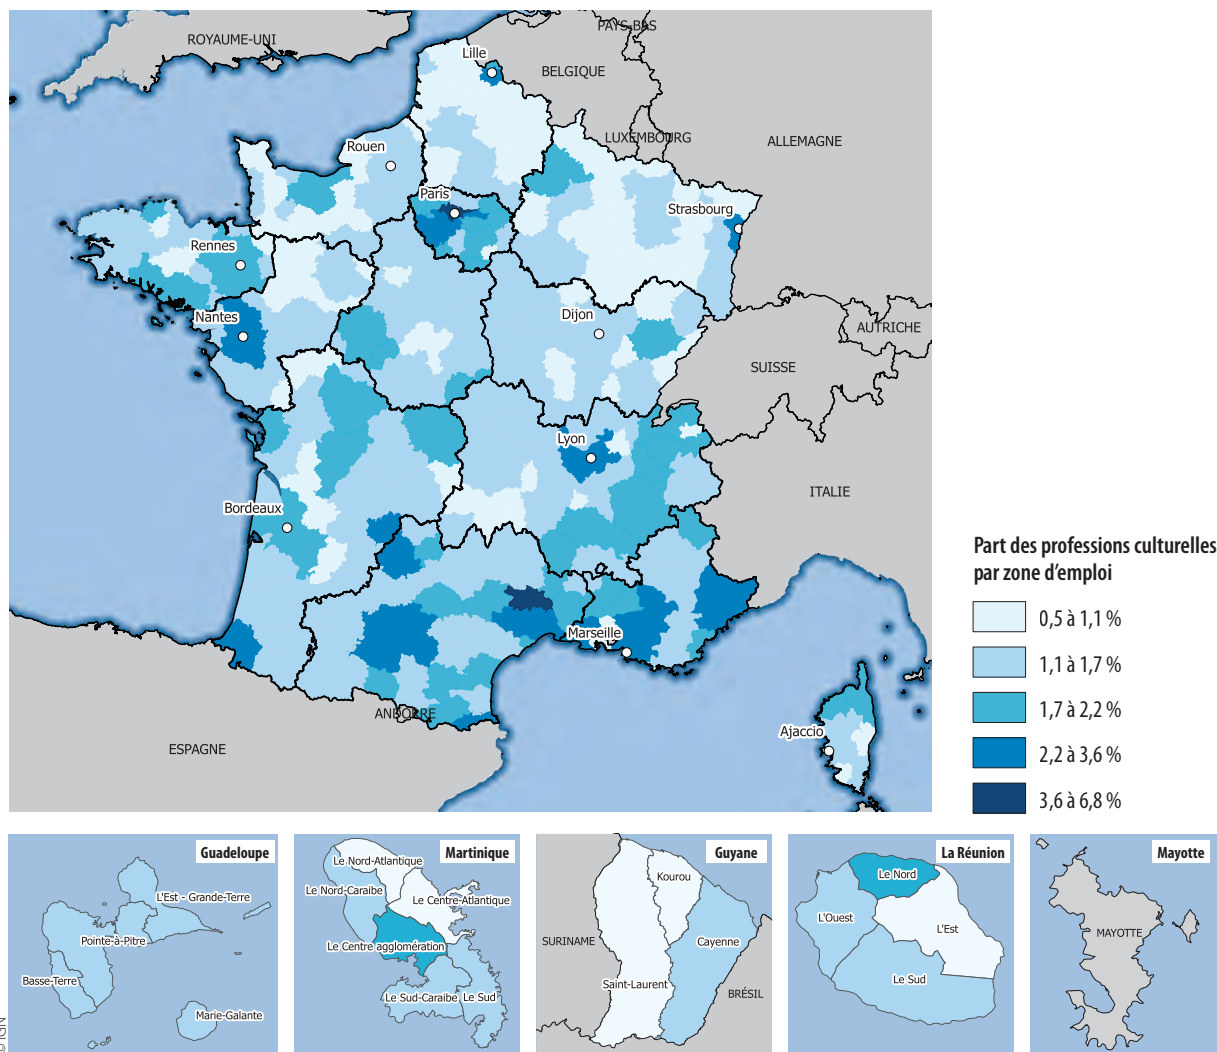 ROYAUME-UNI
PAYS-BAS
Lille
BELGIQUE
LUXEMBOURG
ALLEMAGNE
Rouen
Paris
Strasbourg
Rennes
Nantes
Dijon
AUTRICHE
SUISSE
Lyon
ITALIE
Bordeaux
Marseille
ANDORRE
Ajaccio
ESPAGNE
Part des professions culturelles
par zone d'emploi
0,5 à 1,1 %
1,1 à 1,7 %
1,7 à 2,2 %
2,2 à 3,6 %
3,6 à 6,8 %
Guadeloupe
L'Est - Grande-Terre
Pointe-à-Pitre
Basse-Terre
Marie-Galante
Martinique
Le Nord-Atlantique
Le Nord-Caraibe
Le Centre-Atlantique
Le Centre agglomération
Le Sud-Caraibe
Le Sud
Guyane
Kourou
SURINAME
Cayenne
Saint-Laurent
BRÉSIL
La Réunion
Le Nord
L'Ouest
L'Est
Le Sud
Mayotte
MAYOTTE
© IGN